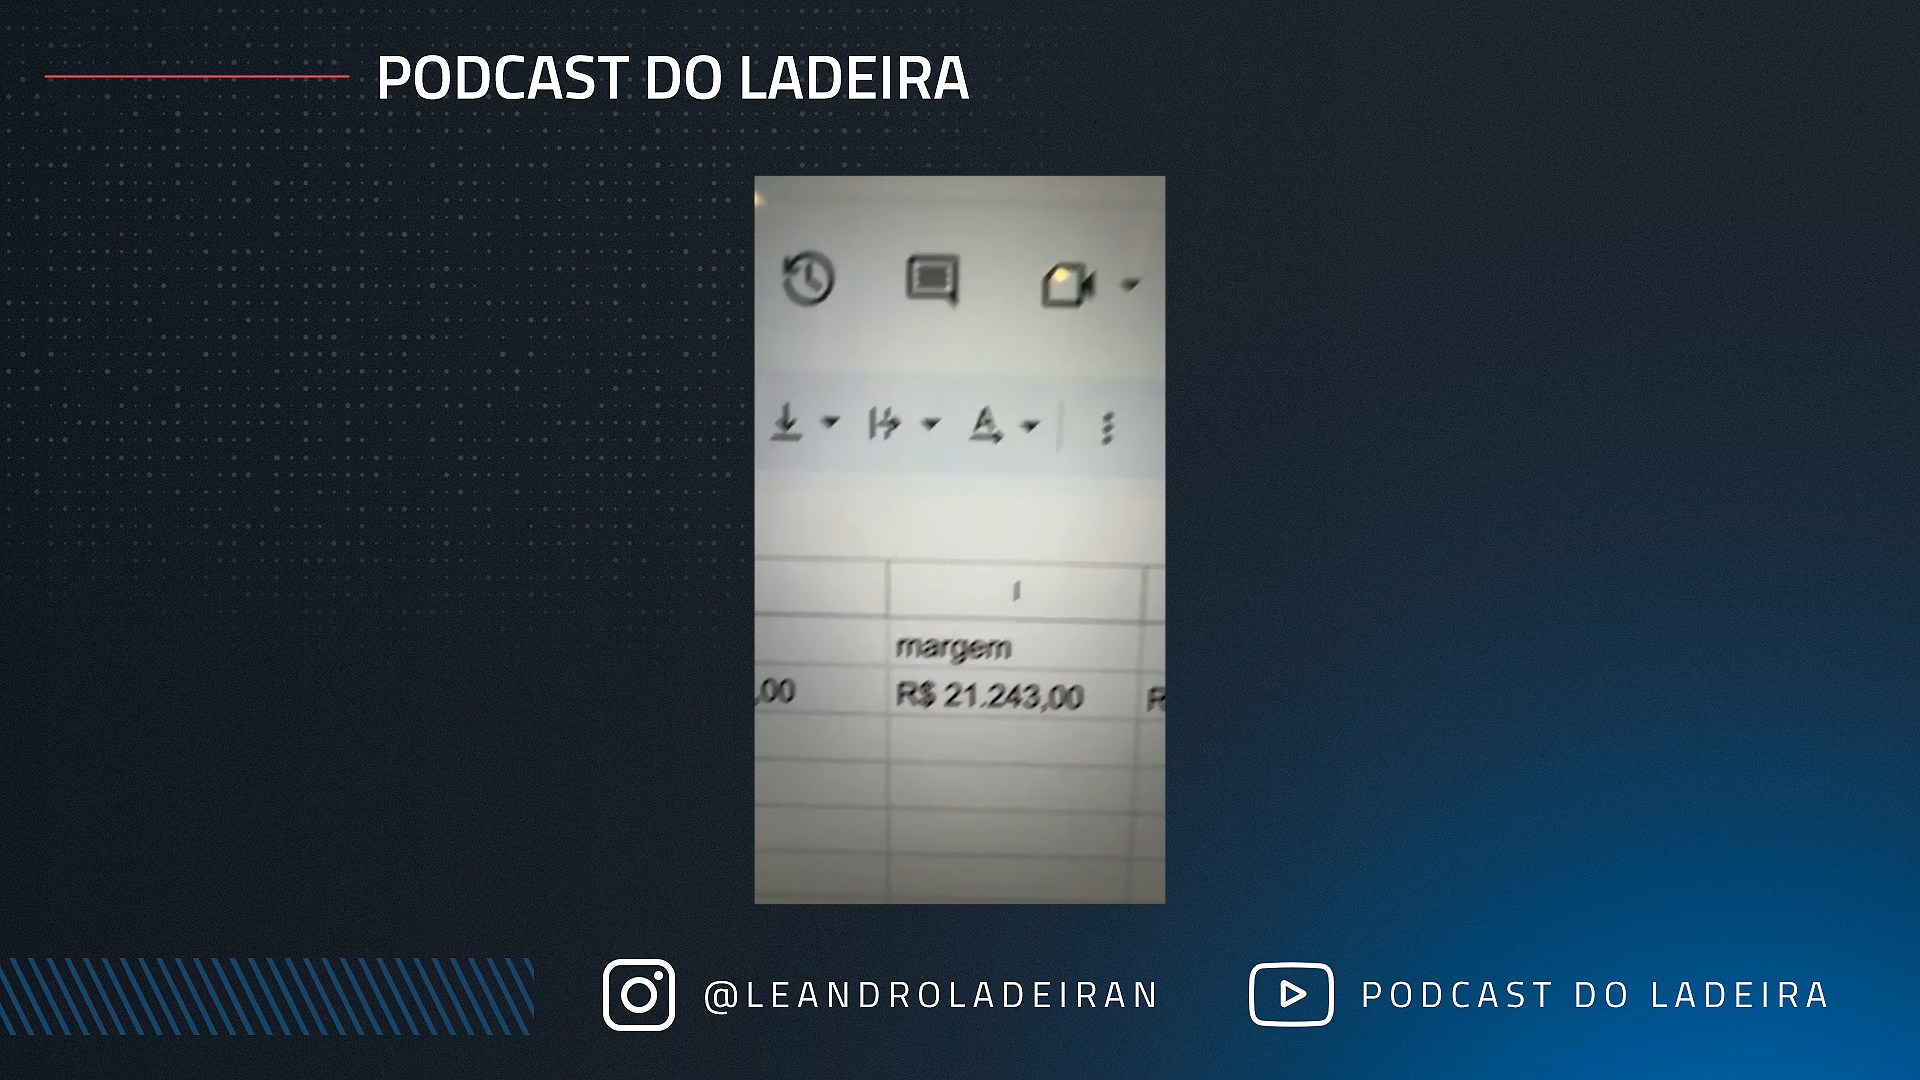 PODCAST DO LADEIRA
I
margem
,00
R$ 21.243,00
R
@LEANDROLADEIRAN
PODCAST DO LADEIRA